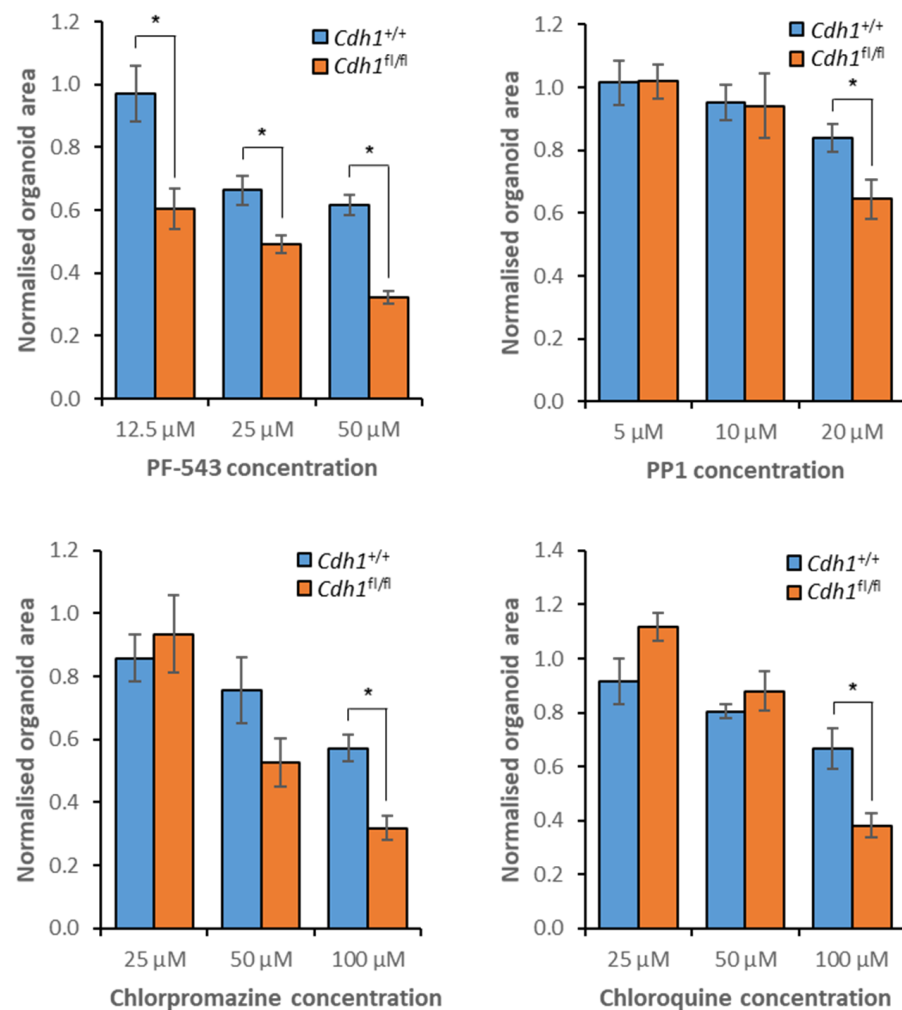 1.2
1.0
0.8
0.6
0.4
0.2
0.0
Normalised organoid area
*
*
*
Cdh1+/+
Cdh1fl/fl
12.5 µM 25 µM 50 µM
PF-543 concentration
1.2
1.0
0.8
0.6
0.4
0.2
0.0
Normalised organoid area
*
Cdh1+/+
Cdh1fl/fl
5 µM 10 µM 20 µM
PP1 concentration
1.2
1.0
0.8
0.6
0.4
0.2
0.0
Normalised organoid area
*
Cdh1+/+
Cdh1fl/fl
25 µM 50 µM 100 µM
Chlorpromazine concentration
1.4
1.2
1.0
0.8
0.6
0.4
0.2
0.0
Normalised organoid area
*
Cdh1+/+
Cdh1fl/fl
25 µM 50 µM 100 µM
Chloroquine concentration